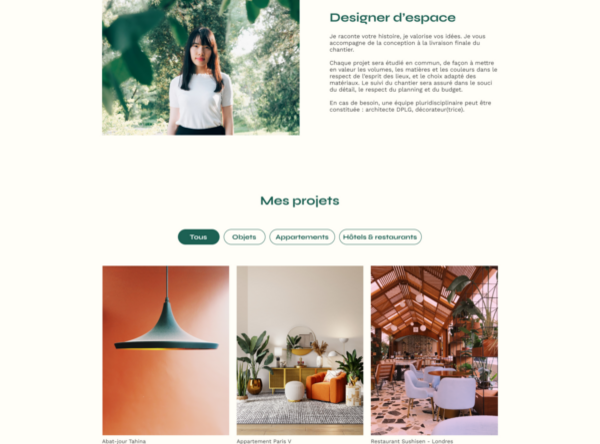 Designer d'espace
Je raconte votre histoire, je valorise vos idées. Je vous
accompagne de la conception à la livraison finale du
chantier.
Chaque projet sera étudié en commun, de façon à mettre
en valeur les volumes, les matières et les couleurs dans le
respect de l'esprit des lieux, et le choix adapté des
matériaux. Le suivi du chantier sera assuré dans le souci
du détail, le respect du planning et du budget.
En cas de besoin, une équipe pluridisciplinaire peut être
constituée : architecte DPLG, décorateur(trice).
Mes projets
Tous
Objets
Appartements
Hôtels & restaurants
Abat-jour Tahina
Appartement Paris V
Restaurant Sushisen - Londres